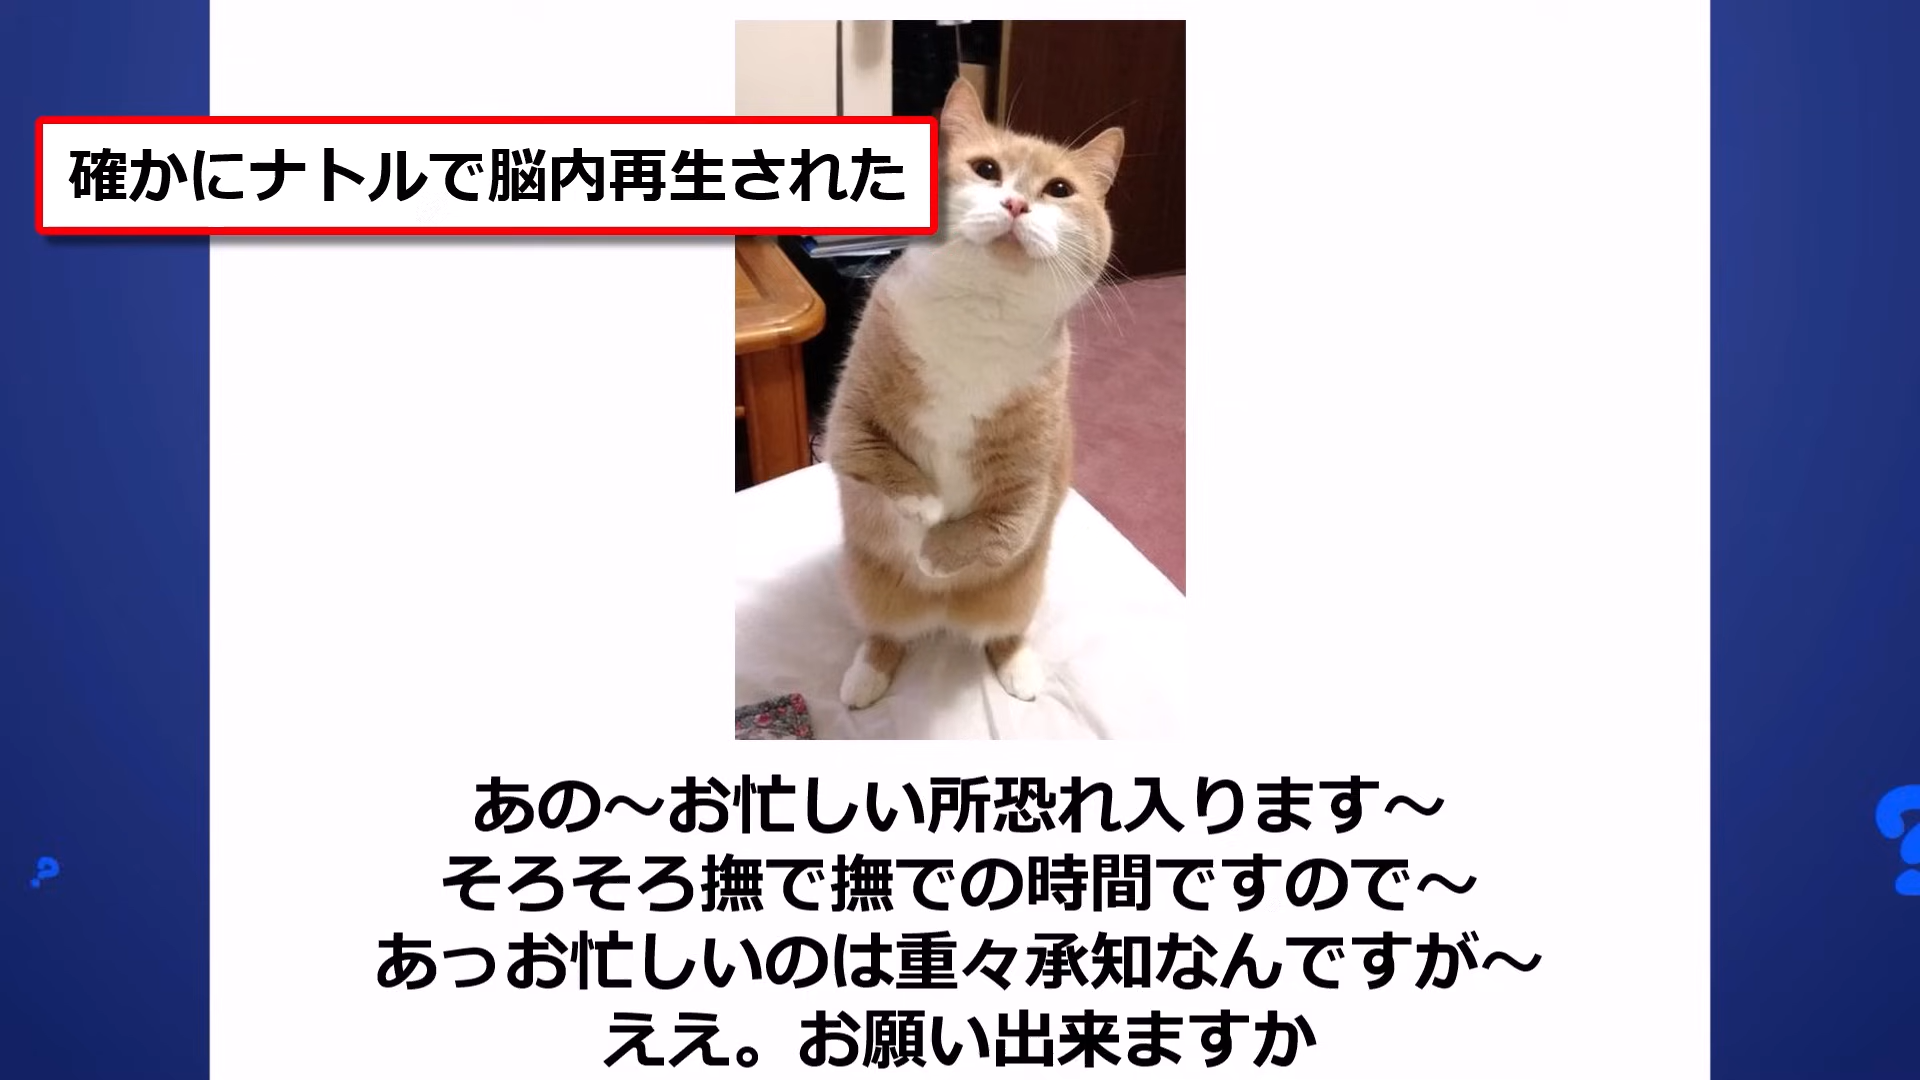 確かにナトルで脳内再生された
あの～お忙しい所恐れ入ります～
そろそろ撫で撫での時間ですので～
あっお忙しいのは重々承知なんですが～
ええ。お願い出来ますか